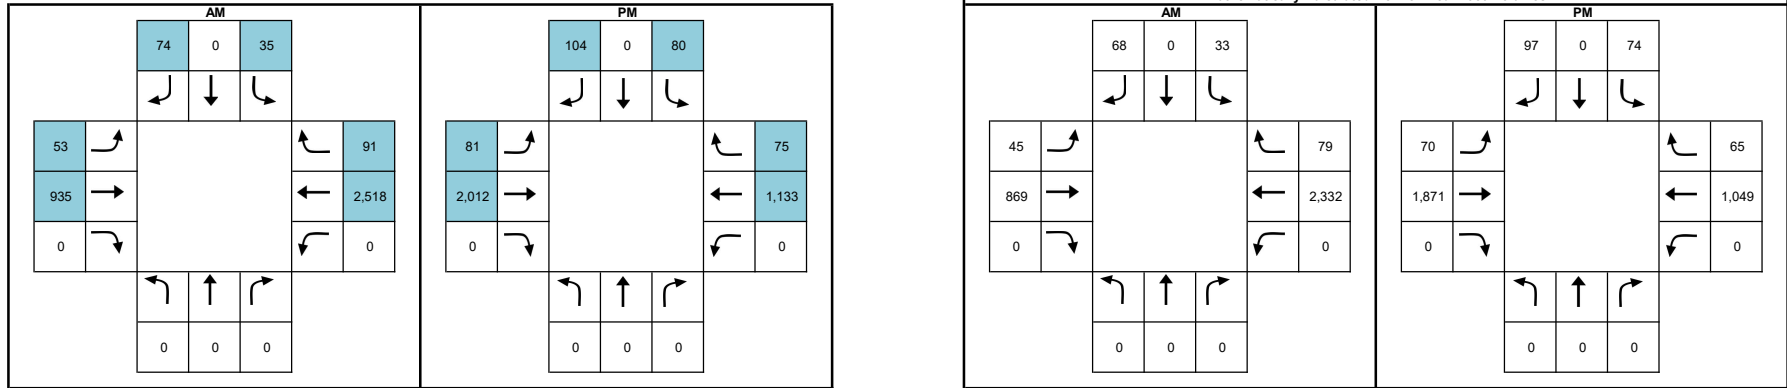 AM PM AM PM
74 0 35 104 0 80 68 0 33 97 0 74
53 91 81 75 45 79 70 65
935 2,518 2,012 1,133 869 2,332 1,871 1,049
0 0 0 0 0 0 0 0
0 0 0 0 0 0 0 0 0 0 0 0